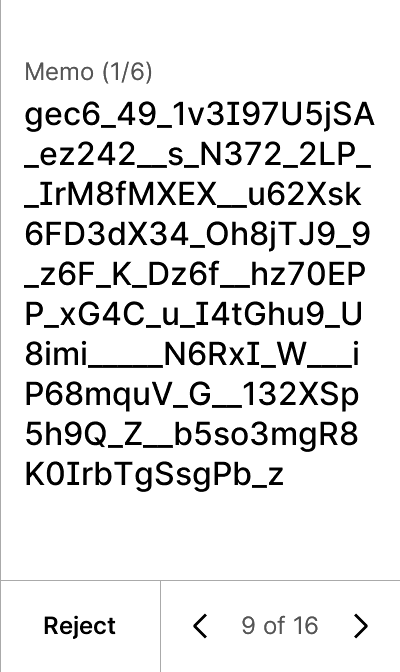 Memo (1/6)
gec6_49_1v3I97U5jSA
_ez242__s_N372_2LP_
_IrM8fMXEX__u62Xsk
6FD3dX34_Oh8jTJ9_9
_z6F_K_Dz6f__hz70EP
P_xG4C_u_I4tGhu9_U
8imi_____N6RxI_W___i
P68mquV_G__132XSp
5h9Q_Z__b5so3mgR8
K0IrbTgSsgPb_z
Reject
9 of 16